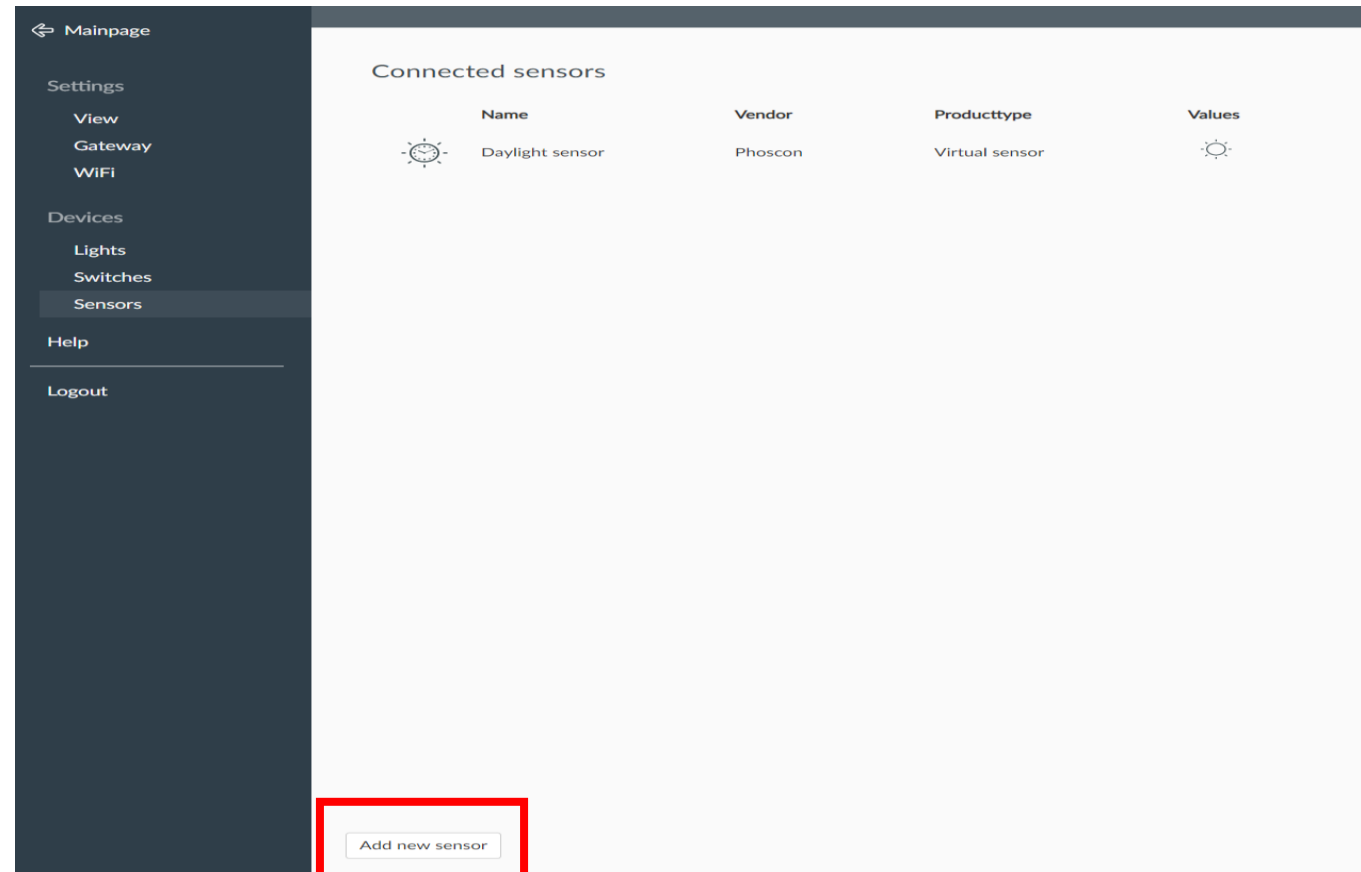 Mainpage
Settings
View
Gateway
WiFi
Devices
Lights
Switches
Sensors
Help
Logout
Connected sensors
Name Vendor Producttype Values
Daylight sensor Phoscon Virtual sensor
Add new sensor